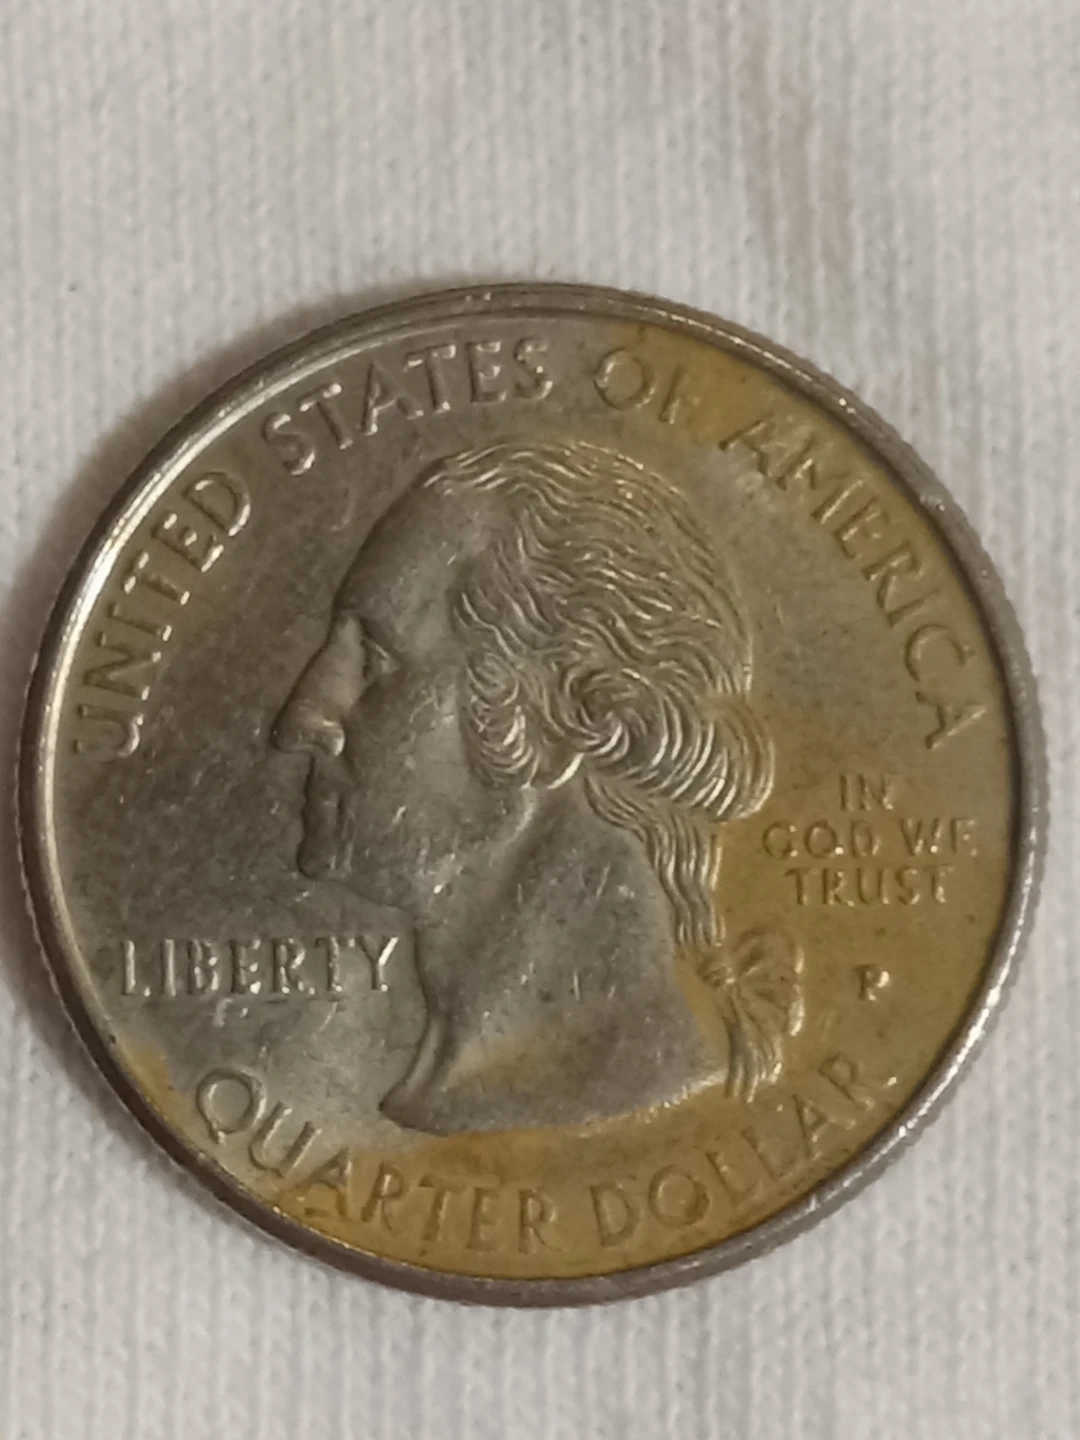 UNITED STATES OF AMERICA
IN
GOD WE
TRUST
LIBERTY
P
QUARTER DOLLAR